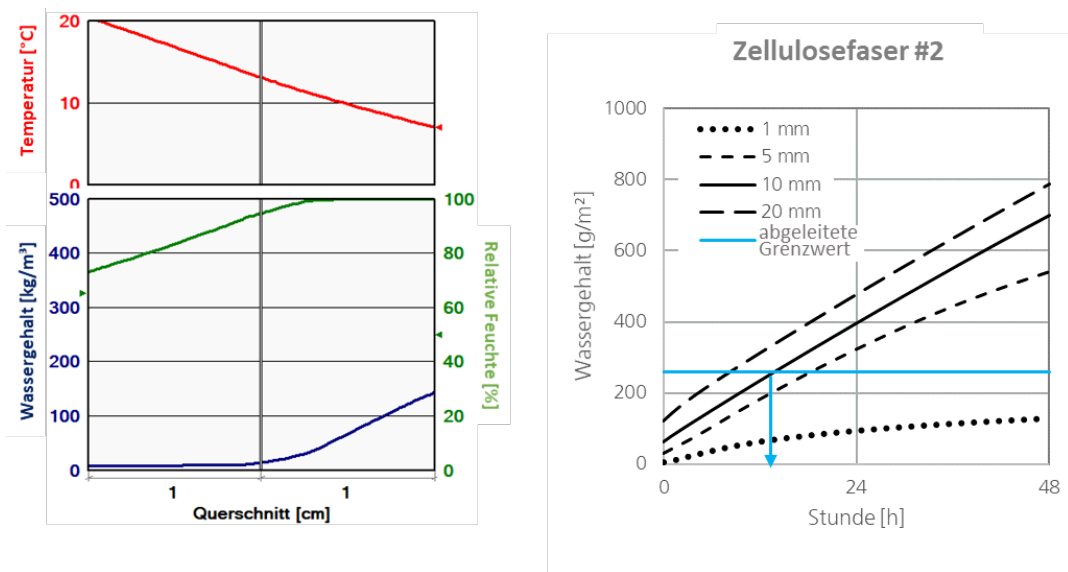 Temperatur [°C]
20
10
0
Wassergehalt [kg/m³]
500
400
300
200
100
0
100
80
60
40
20
0
Relative Feuchte [%]
1
1
Querschnitt [cm]
Zellulosefaser #2
Wassergehalt [g/m²]
1000
800
600
400
200
0
1 mm
5 mm
10 mm
20 mm
abgeleitete
Grenzwert
0
24
48
Stunde [h]